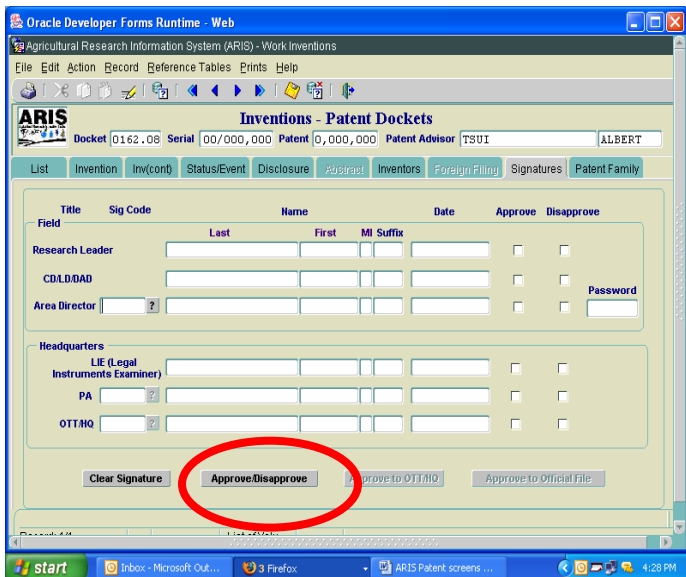 Oracle Developer Forms Runtime - Web
Agricultural Research Information System (ARIS) - Work Inventions
File Edit Action Record Reference Tables Prints Help
ARIS
Inventions - Patent Dockets
Docket 0162.08 Serial 00/000,000 Patent 0,000,000 Patent Advisor TSUI ALBERT
List Invention Inv(cont) Status/Event Disclosure Abstract Inventors Foreign Filing Signatures Patent Family
Title Sig Code Name Date Approve Disapprove
Field
Last First MI Suffix
Research Leader
CD/LD/DAD
Password
Area Director ?
Headquarters
LIE (Legal
Instruments Examiner)
PA ?
OTT/HQ ?
Clear Signature Approve/Disapprove Approve to OTT/HQ Approve to Official File
start Inbox - Microsoft Out... 3 Firefox ARIS Patent screens ... 4:28 PM